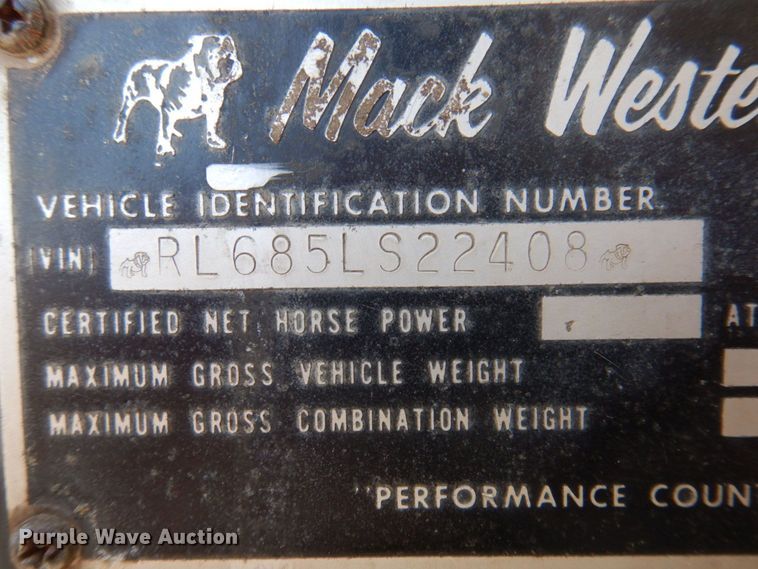 Mack Weste
VEHICLE IDENTIFICATION NUMBER
(VIN) RL685LS22408
CERTIFIED NET HORSE POWER AT
MAXIMUM GROSS VEHICLE WEIGHT
MAXIMUM GROSS COMBINATION WEIGHT
"PERFORMANCE COUN
Purple Wave Auction